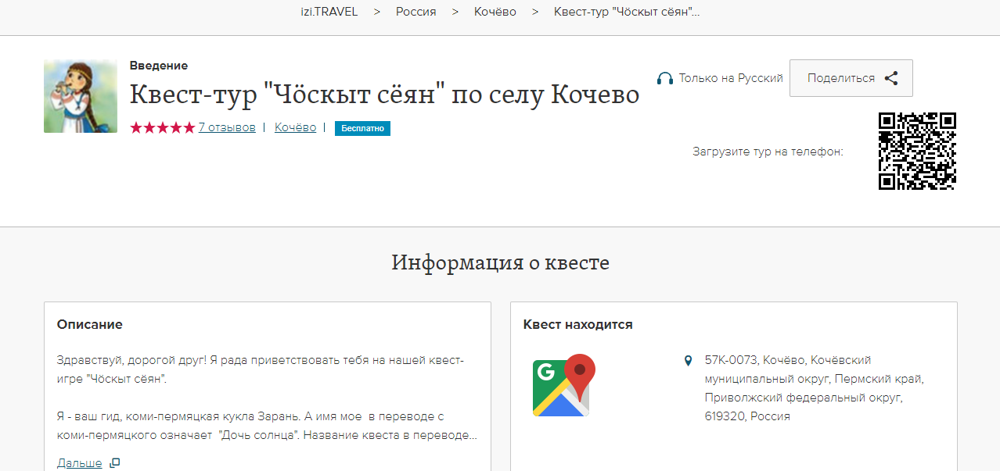 izi.TRAVEL > Россия > Кочёво > Квест-тур "Чöскыт сёян"...
Введение
Квест-тур "Чöскыт сёян" по селу Кочево
7 отзывов | Кочёво | Бесплатно
Только на Русский
Поделиться
Загрузите тур на телефон:
Информация о квесте
Описание
Здравствуй, дорогой друг! Я рада приветствовать тебя на нашей квест-
игре "Чöскыт сёян".
Я - ваш гид, коми-пермяцкая кукла Зарань. А имя мое в переводе с
коми-пермяцкого означает "Дочь солнца". Название квеста в переводе...
Дальше
Квест находится
G
57К-0073, Кочёво, Кочёвский
муниципальный округ, Пермский край,
Приволжский федеральный округ,
619320, Россия